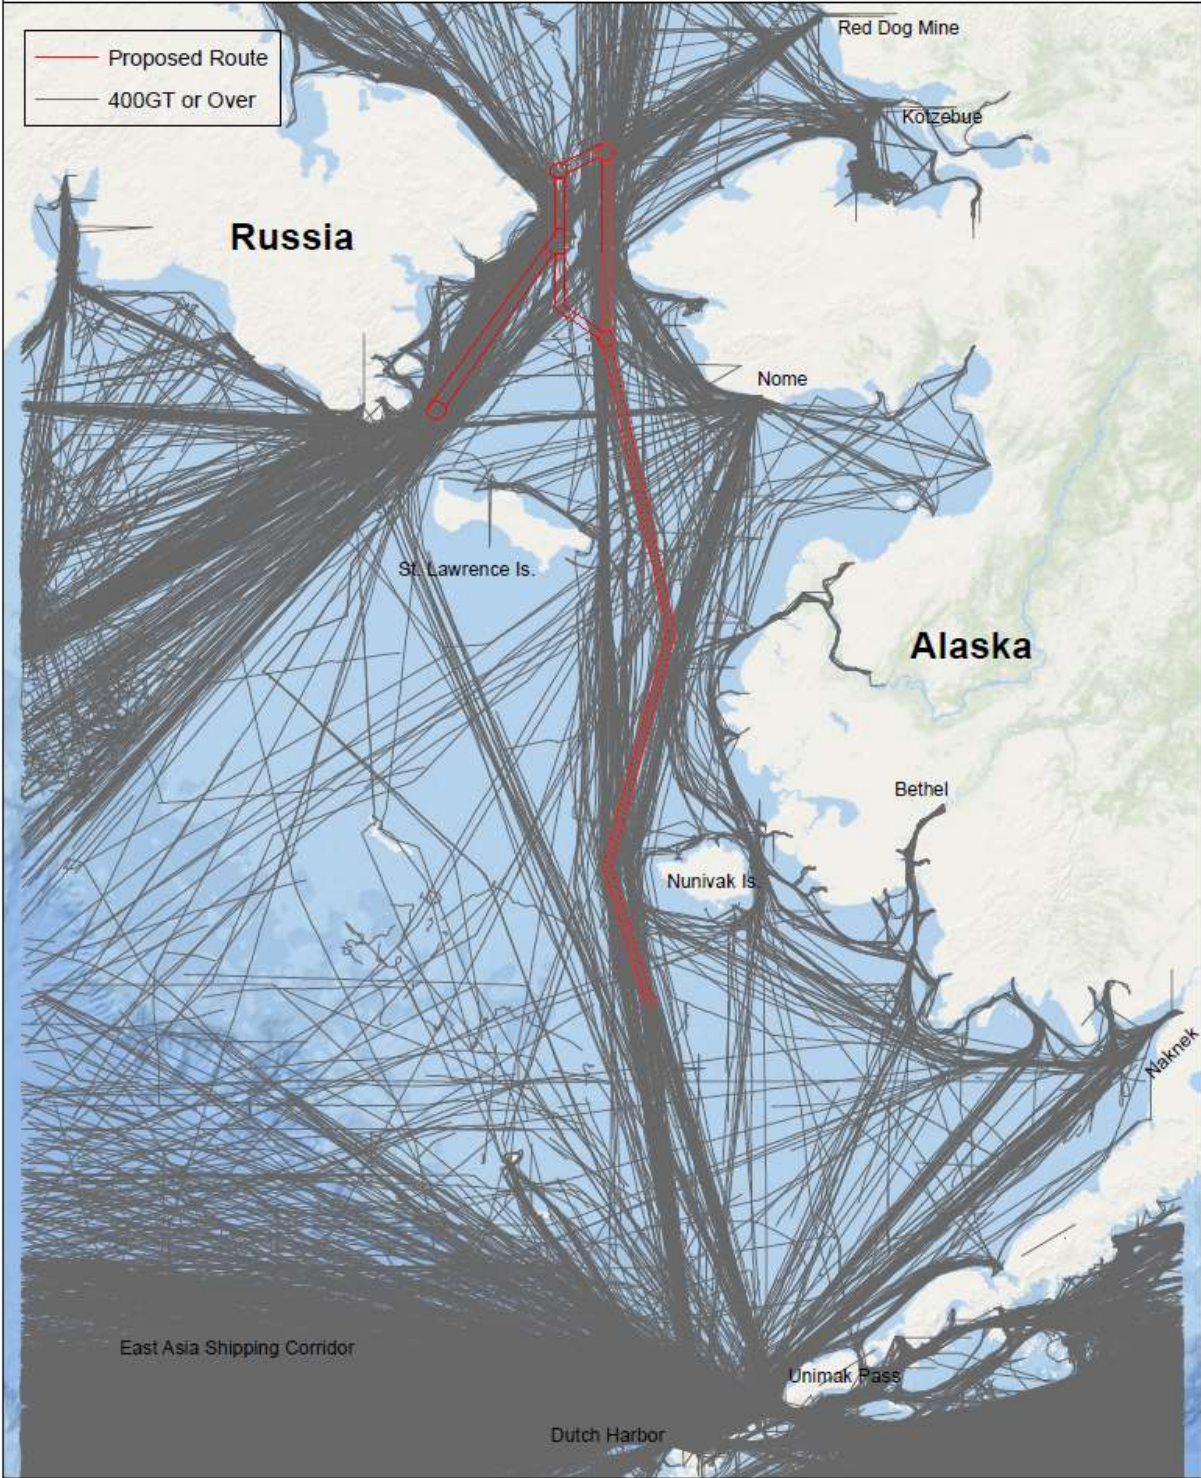 Red Dog Mine
Proposed Route
400GT or Over
Kotzebue
Russia
Nome
St. Lawrence Is.
Alaska
Bethel
Nunivak Is.
Naknek
East Asia Shipping Corridor
Unimak Pass
Dutch Harbor